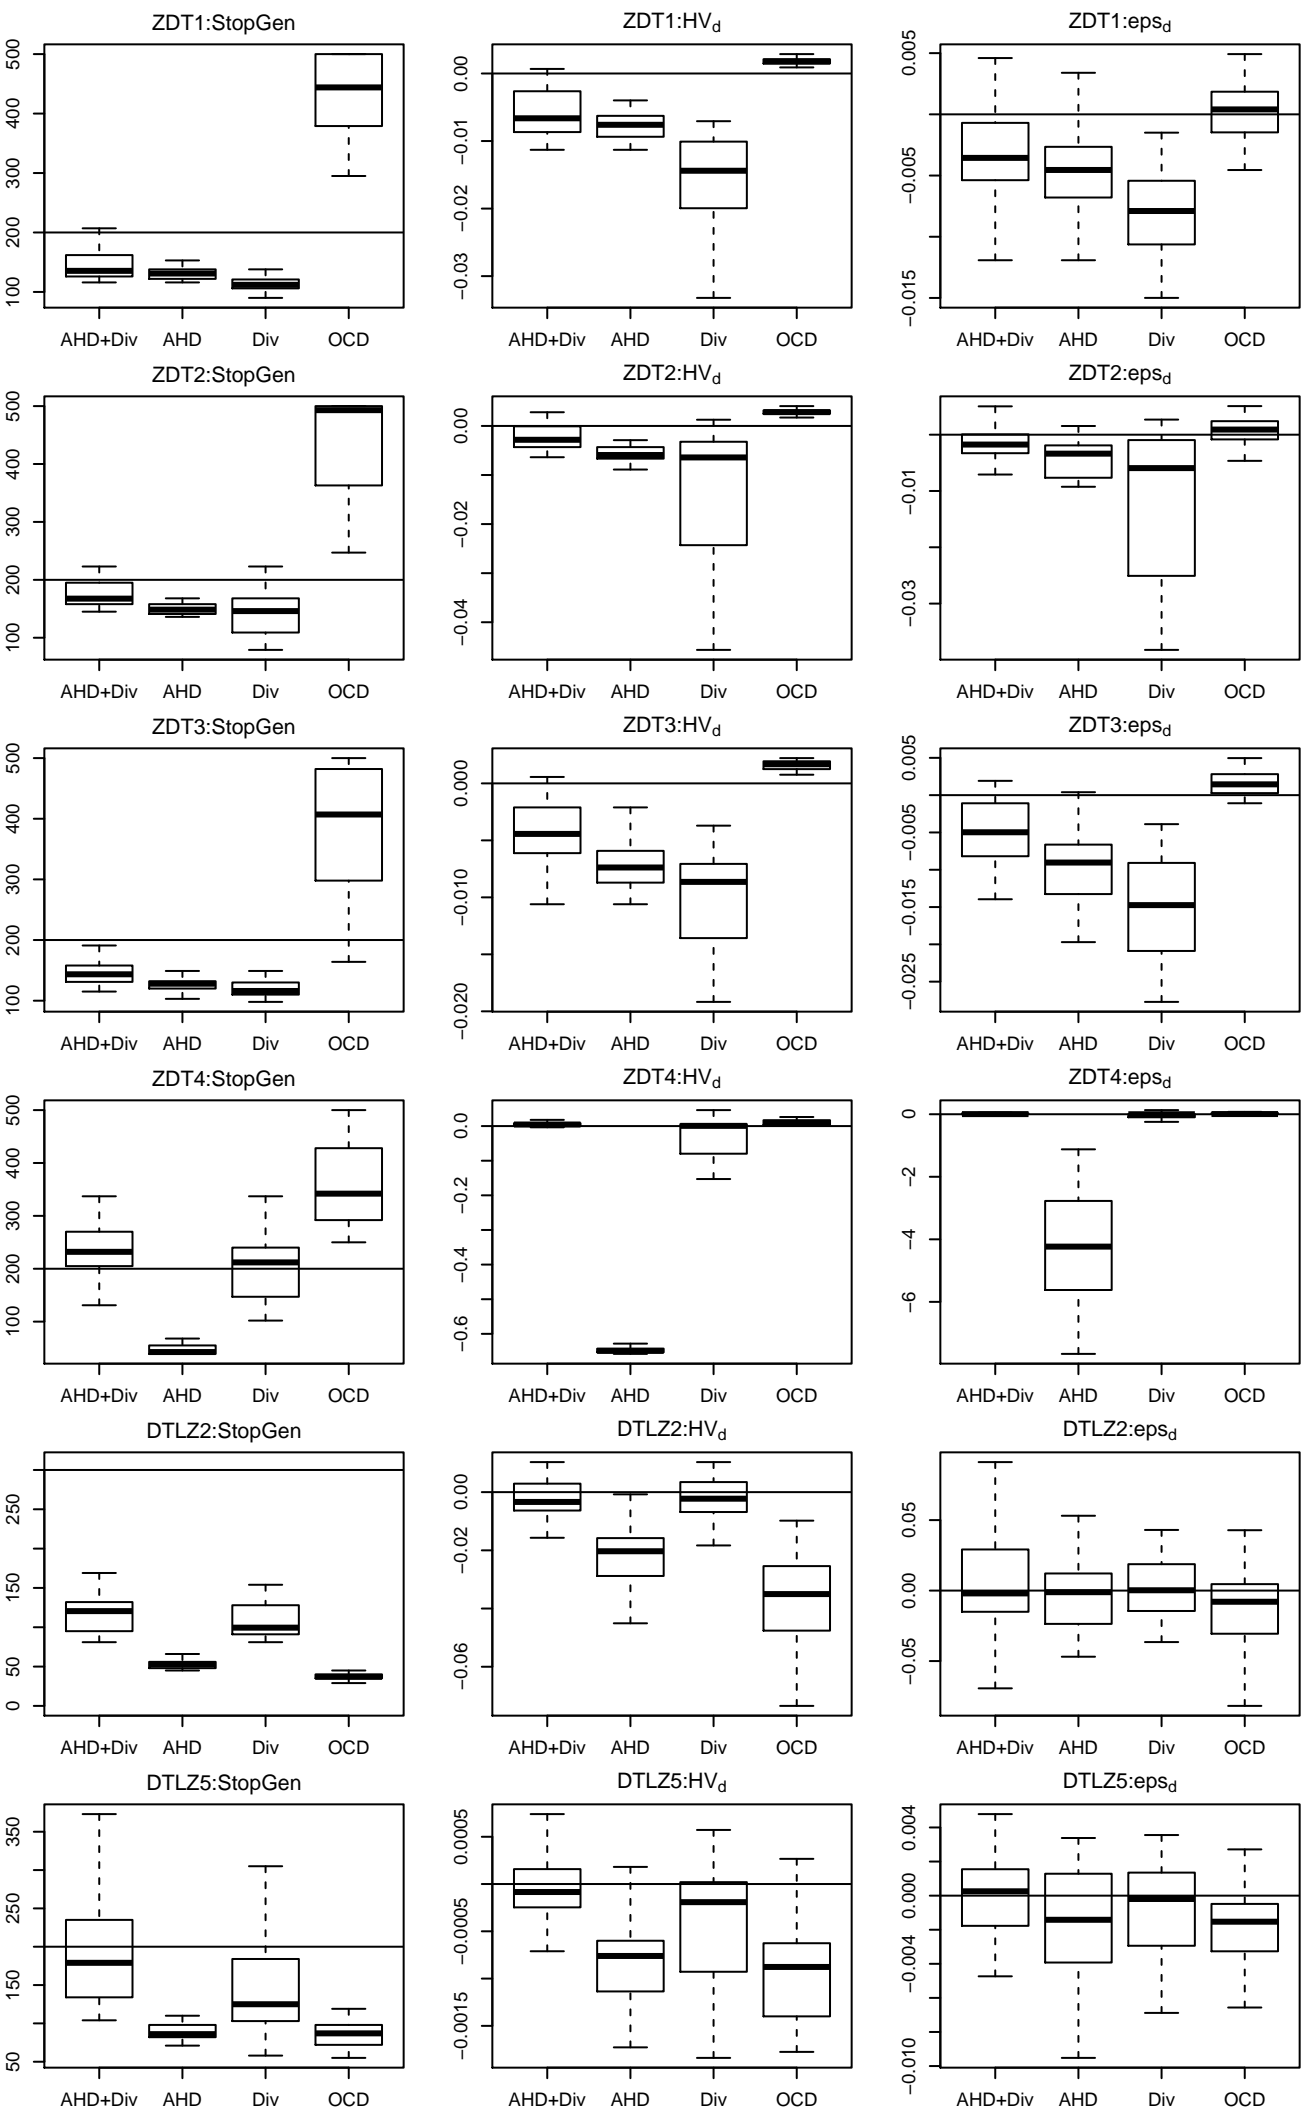 ZDT1:StopGen
500
400
300
200
100
AHD+Div AHD Div OCD
ZDT1:HVd
0.00
−0.01
−0.02
−0.03
AHD+Div AHD Div OCD
ZDT1:epsd
0.005
−0.005
−0.015
AHD+Div AHD Div OCD
ZDT2:StopGen
500
400
300
200
100
AHD+Div AHD Div OCD
ZDT2:HVd
0.00
−0.02
−0.04
AHD+Div AHD Div OCD
ZDT2:epsd
−0.01
−0.03
AHD+Div AHD Div OCD
ZDT3:StopGen
500
400
300
200
100
AHD+Div AHD Div OCD
ZDT3:HVd
0.000
−0.010
−0.020
AHD+Div AHD Div OCD
ZDT3:epsd
0.005
−0.005
−0.015
−0.025
AHD+Div AHD Div OCD
ZDT4:StopGen
500
400
300
200
100
AHD+Div AHD Div OCD
ZDT4:HVd
0.0
−0.2
−0.4
−0.6
AHD+Div AHD Div OCD
ZDT4:epsd
0
−2
−4
−6
AHD+Div AHD Div OCD
DTLZ2:StopGen
250
150
50
0
AHD+Div AHD Div OCD
DTLZ2:HVd
0.00
−0.02
−0.06
AHD+Div AHD Div OCD
DTLZ2:epsd
0.05
0.00
−0.05
AHD+Div AHD Div OCD
DTLZ5:StopGen
350
250
150
50
AHD+Div AHD Div OCD
DTLZ5:HVd
0.0005
−0.0005
−0.0015
AHD+Div AHD Div OCD
DTLZ5:epsd
0.004
0.000
−0.004
−0.010
AHD+Div AHD Div OCD